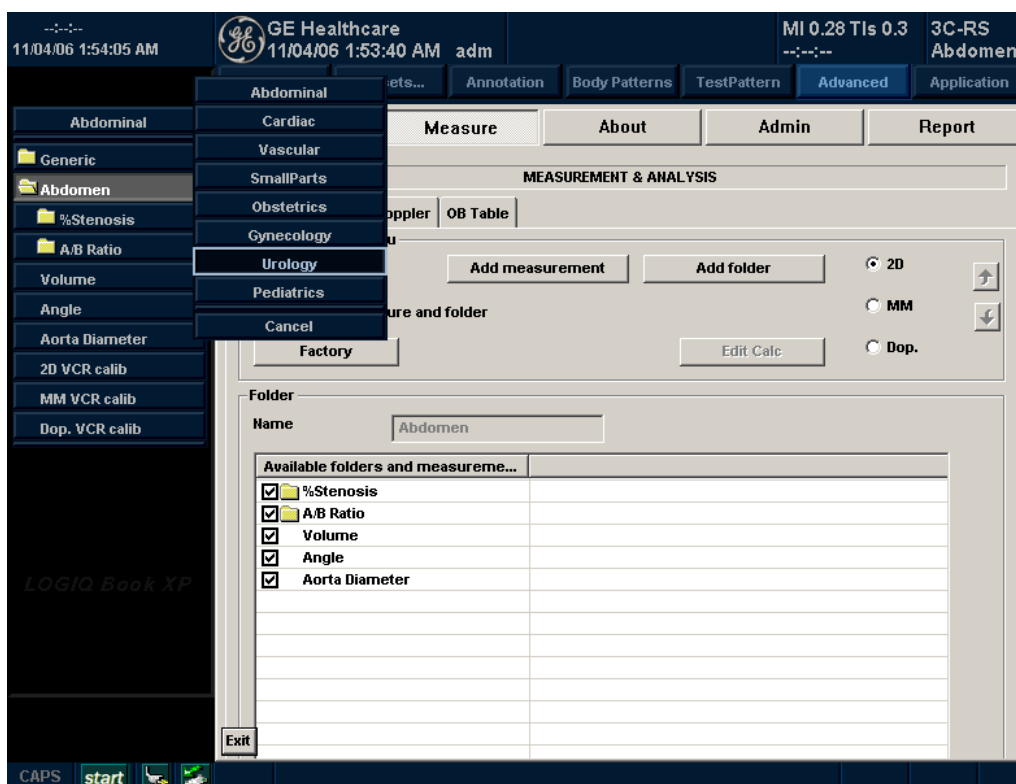 --:--:--
11/04/06 1:54:05 AM
GE Healthcare
11/04/06 1:53:40 AM adm
MI 0.28 TIs 0.3
--:--:--
3C-RS
Abdomen
ets... Annotation Body Patterns TestPattern Advanced Application
Abdominal
Generic
Abdomen
%Stenosis
A/B Ratio
Volume
Angle
Aorta Diameter
2D VCR calib
MM VCR calib
Dop. VCR calib
LOGIQ Book XP
Abdominal
Cardiac
Vascular
SmallParts
Obstetrics
Gynecology
Urology
Pediatrics
Cancel
Measure About Admin Report
MEASUREMENT & ANALYSIS
oppler OB Table
u
Add measurement Add folder 2D
ure and folder MM
Factory Edit Calc Dop.
Folder
Name Abdomen
Available folders and measureme...
%Stenosis
A/B Ratio
Volume
Angle
Aorta Diameter
Exit
CAPS start